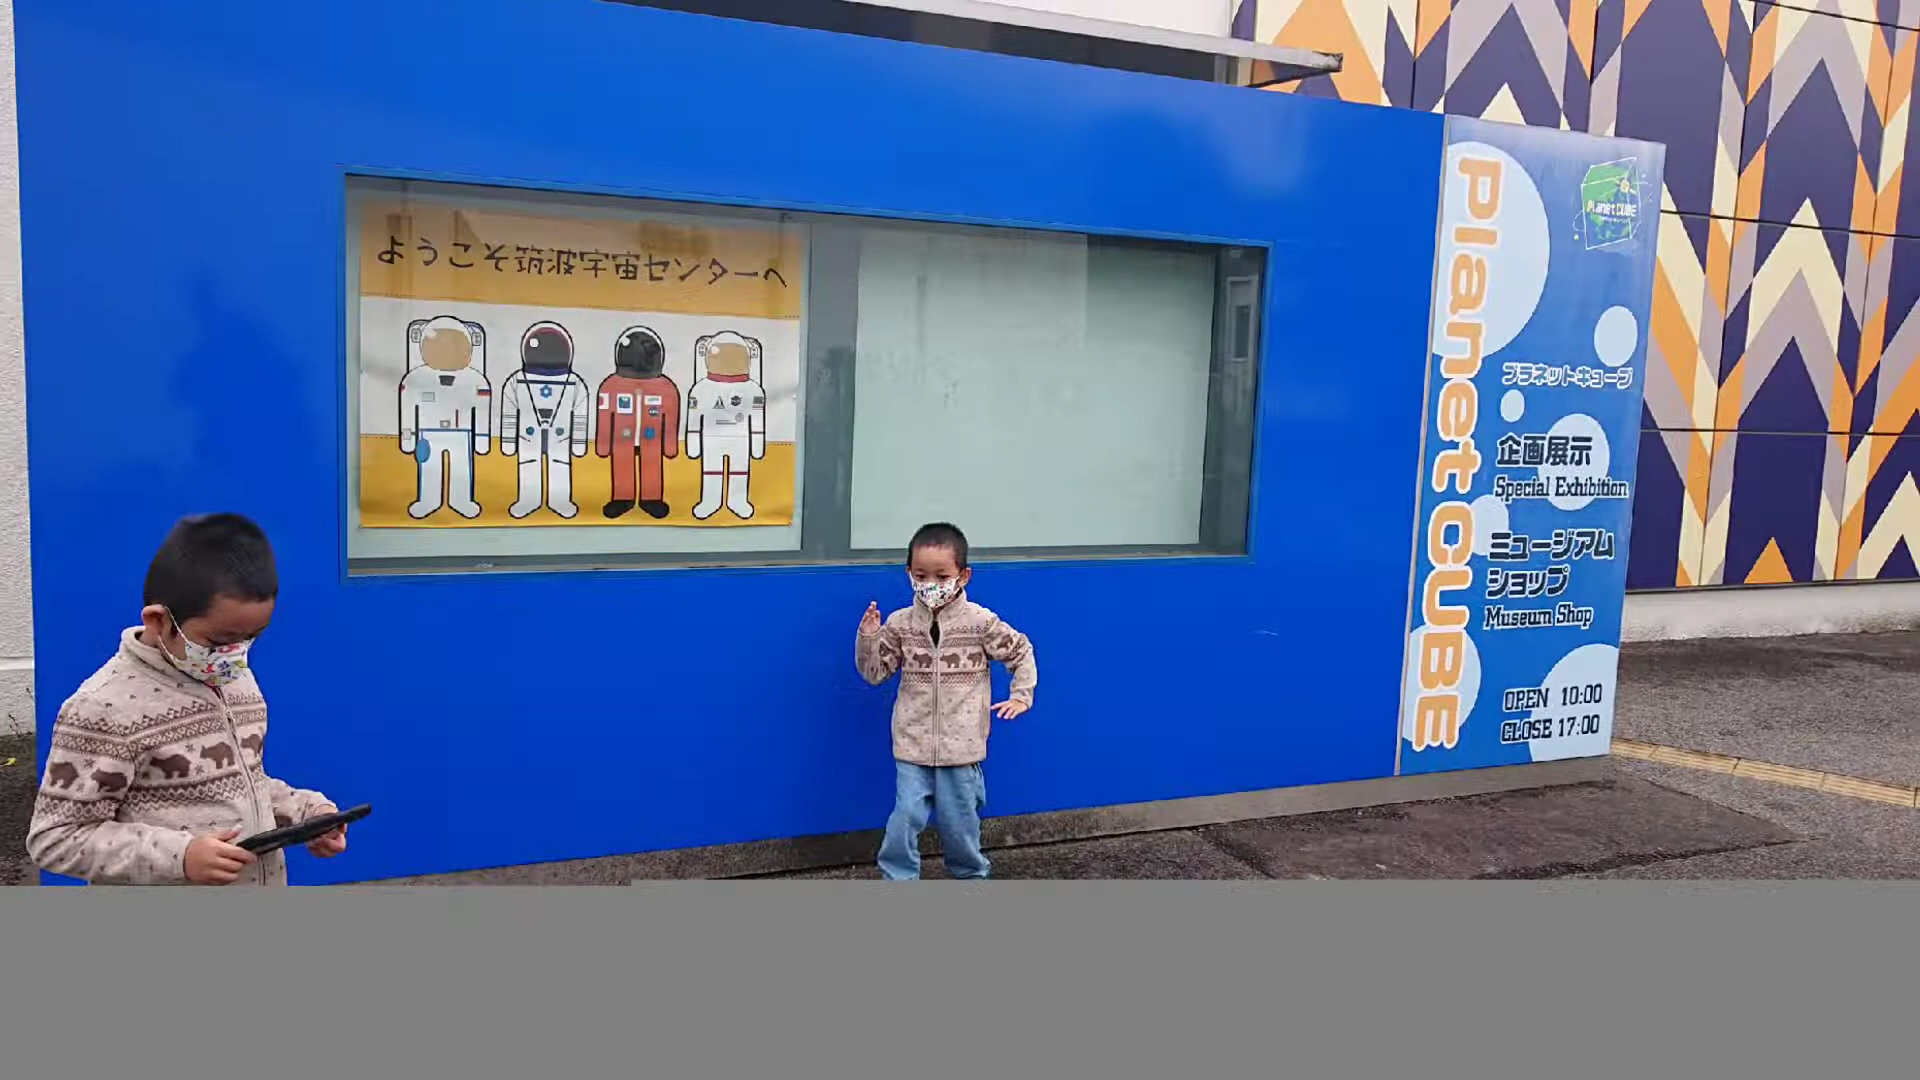 ようこそ筑波宇宙センターへ
Planet CUBE
Planet CUBE
プラネットキューブ
企画展示
Special Exhibition
ミュージアム
ショップ
Museum Shop
OPEN 10:00
CLOSE 17:00